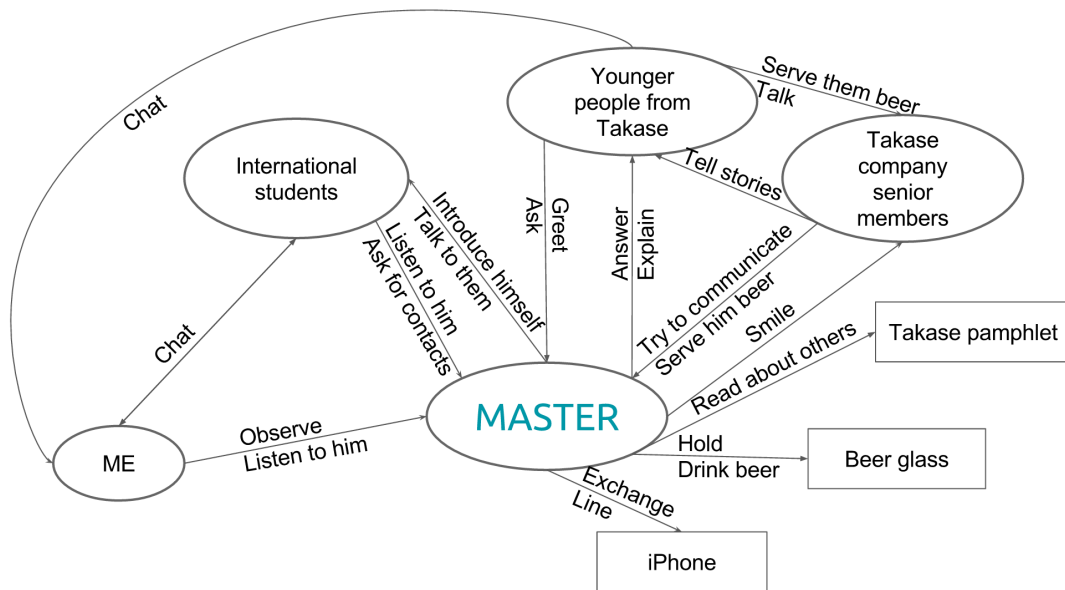 Chat
Younger
people from
Takase
Serve them beer
Talk
Takase
company
senior
members
International
students
Tell stories
Introduce himself
Talk to them
Greet
Ask
Answer
Explain
Listen to him
Ask for contacts
Try to communicate
Serve him beer
Smile
Takase pamphlet
Read about others
Chat
MASTER
Observe
Listen to him
ME
Hold
Drink beer
Beer glass
Exchange
Line
iPhone